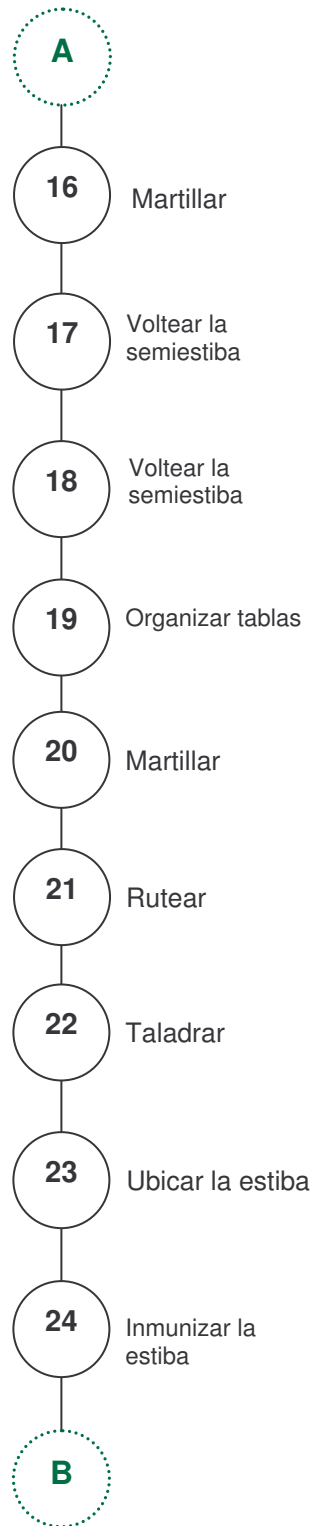 A
16
Martillar
17
Voltear la
semiestiba
18
Voltear la
semiestiba
19
Organizar tablas
20
Martillar
21
Rutear
22
Taladrar
23
Ubicar la estiba
24
Inmunizar la
estiba
B